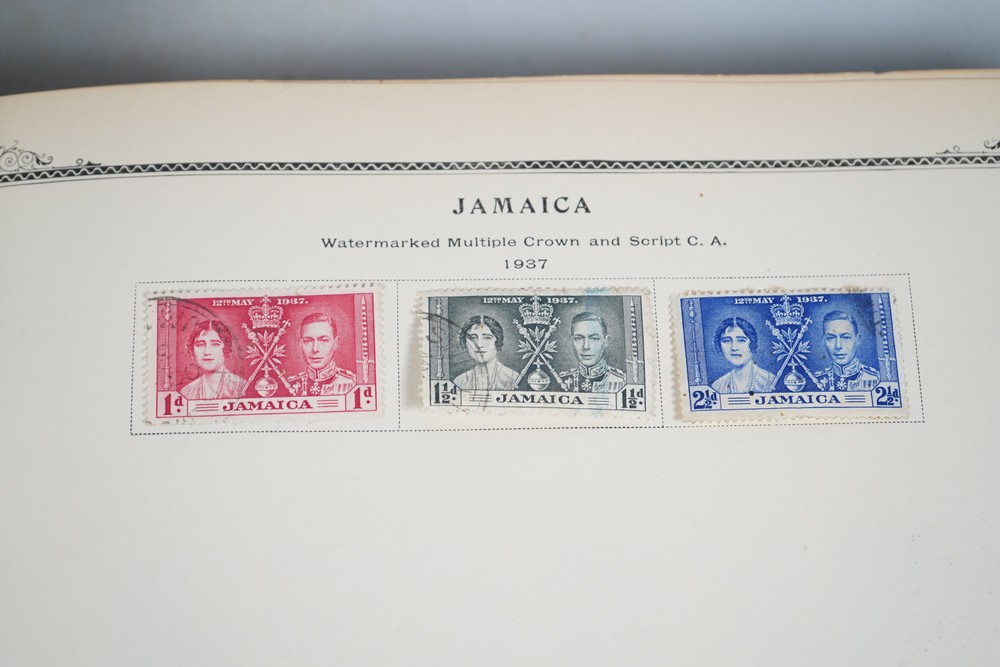 JAMAICA
Watermarked Multiple Crown and Script C. A.
1937
12TH MAY 1937.
1d. JAMAICA 1d.
12TH MAY 1937.
1½d. JAMAICA 1½d.
12TH MAY 1937.
2½d. JAMAICA 2½d.